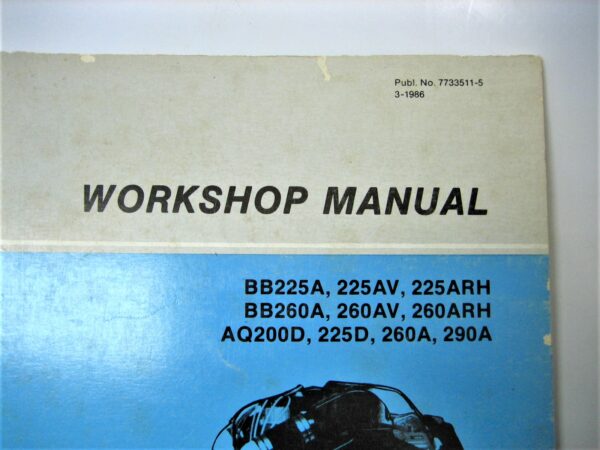 Publ. No. 7733511-5
3-1986
WORKSHOP MANUAL
BB225A, 225AV, 225ARH
BB260A, 260AV, 260ARH
AQ200D, 225D, 260A, 290A